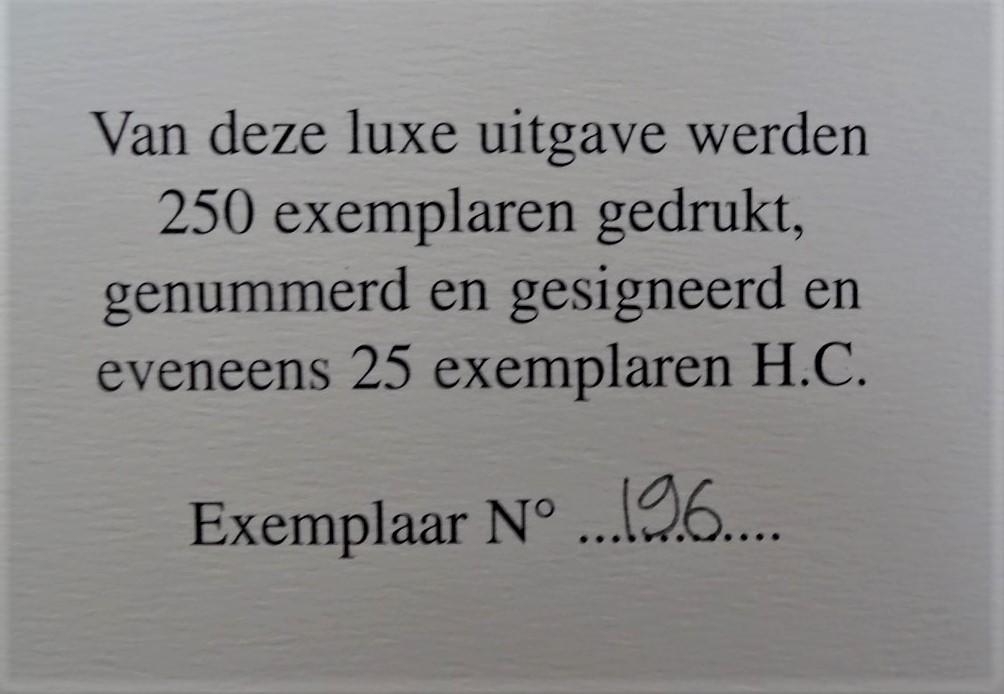 Van deze luxe uitgave werden
250 exemplaren gedrukt,
genummerd en gesigneerd en
eveneens 25 exemplaren H.C.
Exemplaar N° ...196....